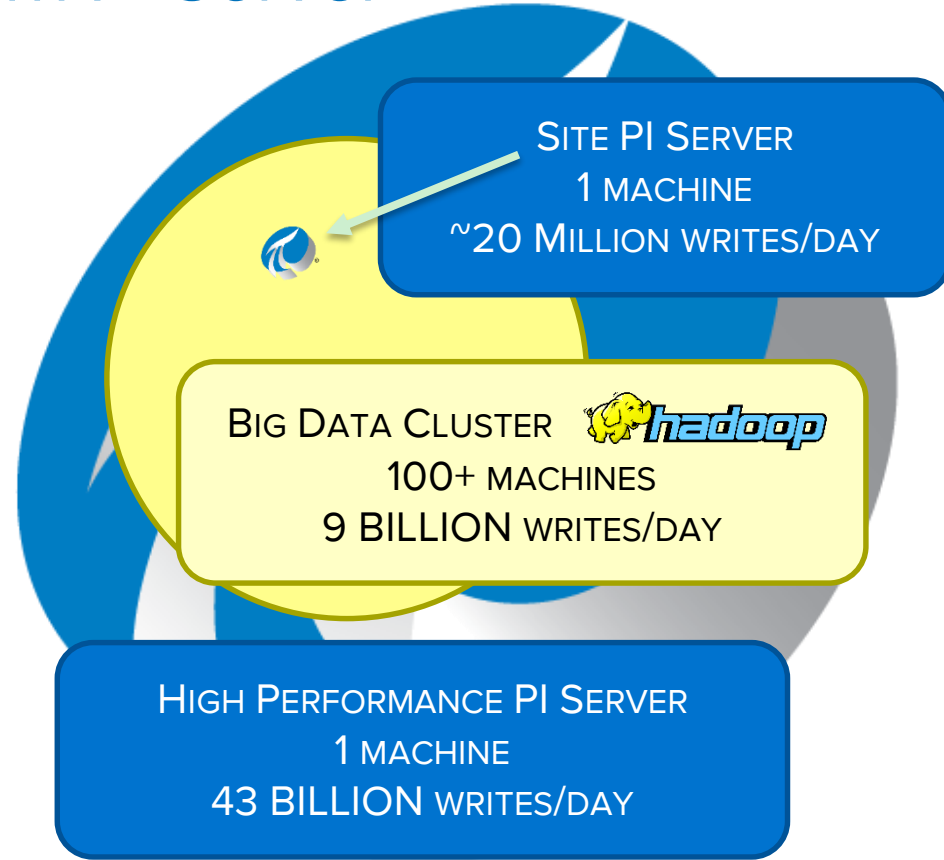 SITE PI SERVER
1 MACHINE
~20 MILLION WRITES/DAY
BIG DATA CLUSTER hadoop
100+ MACHINES
9 BILLION WRITES/DAY
HIGH PERFORMANCE PI SERVER
1 MACHINE
43 BILLION WRITES/DAY